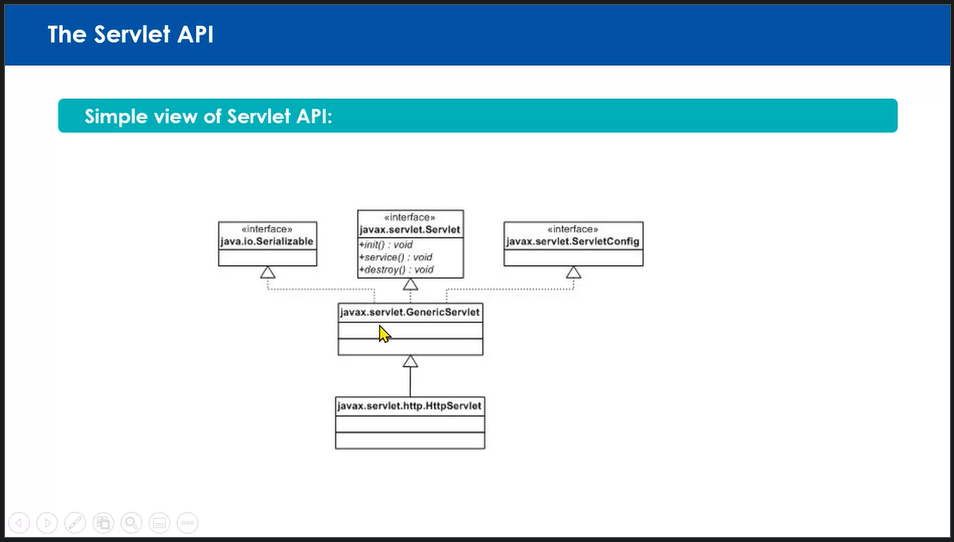 The Servlet API
Simple view of Servlet API:
«interface»
java.io.Serializable
«interface»
javax.servlet.Servlet
+init() : void
+service() : void
+destroy() : void
«interface»
javax.servlet.ServletConfig
javax.servlet.GenericServlet
javax.servlet.http.HttpServlet